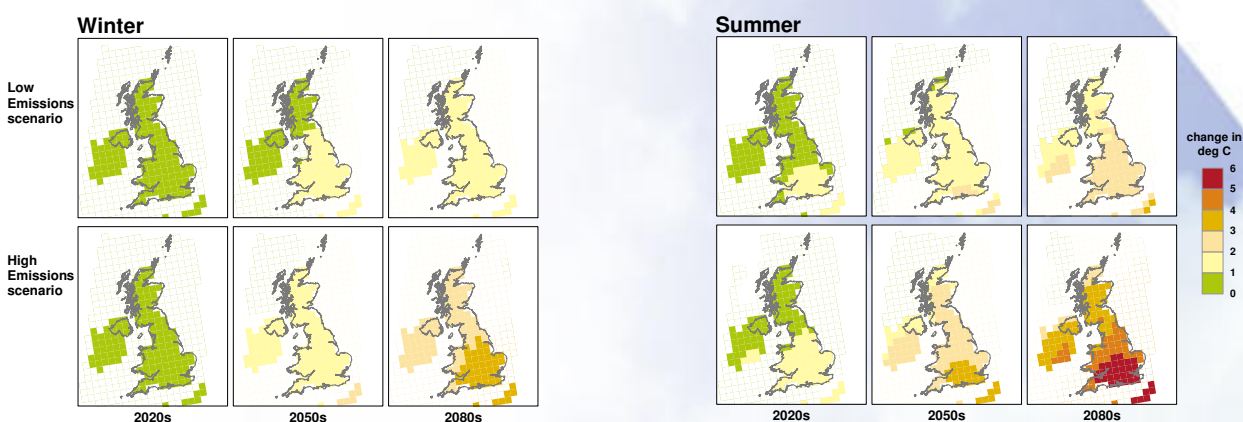 Winter
Summer
Low
Emissions
scenario
change in
deg C
6
5
4
3
2
1
0
High
Emissions
scenario
2020s
2050s
2080s
2020s
2050s
2080s